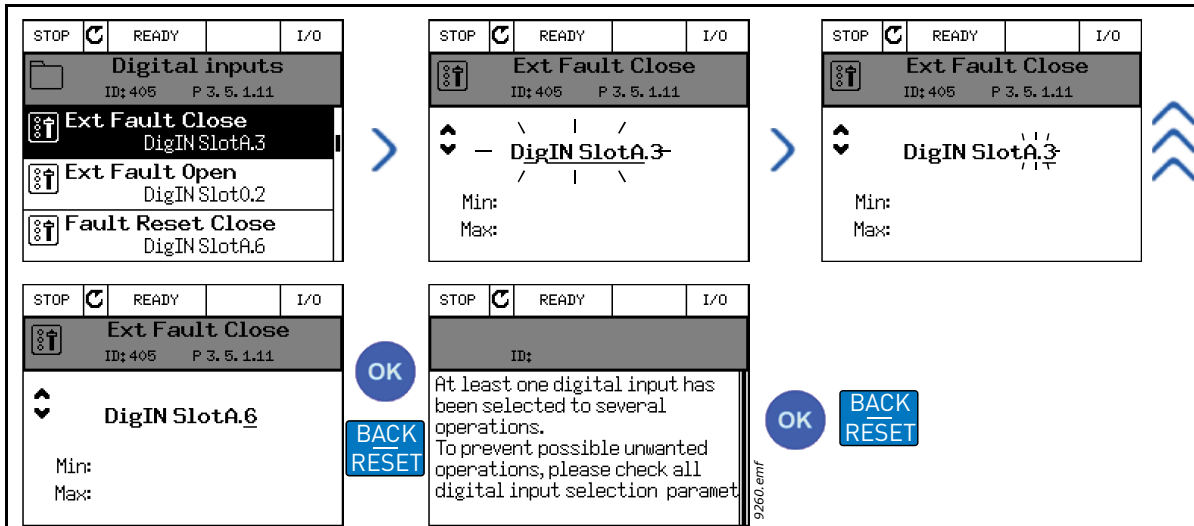 STOP READY I/O
Digital inputs
ID: 405 P 3.5.1.11
Ext Fault Close
DigIN SlotA.3
Ext Fault Open
DigIN Slot0.2
Fault Reset Close
DigIN SlotA.6
STOP READY I/O
Ext Fault Close
ID: 405 P 3.5.1.11
DigIN SlotA.3
Min:
Max:
STOP READY I/O
Ext Fault Close
ID: 405 P 3.5.1.11
DigIN SlotA.3
Min:
Max:
STOP READY I/O
Ext Fault Close
ID: 405 P 3.5.1.11
DigIN SlotA.6
Min:
Max:
OK
BACK
RESET
STOP READY I/O
ID:
At least one digital input has
been selected to several
operations.
To prevent possible unwanted
operations, please check all
digital input selection paramet
OK
BACK
RESET
9260.emf